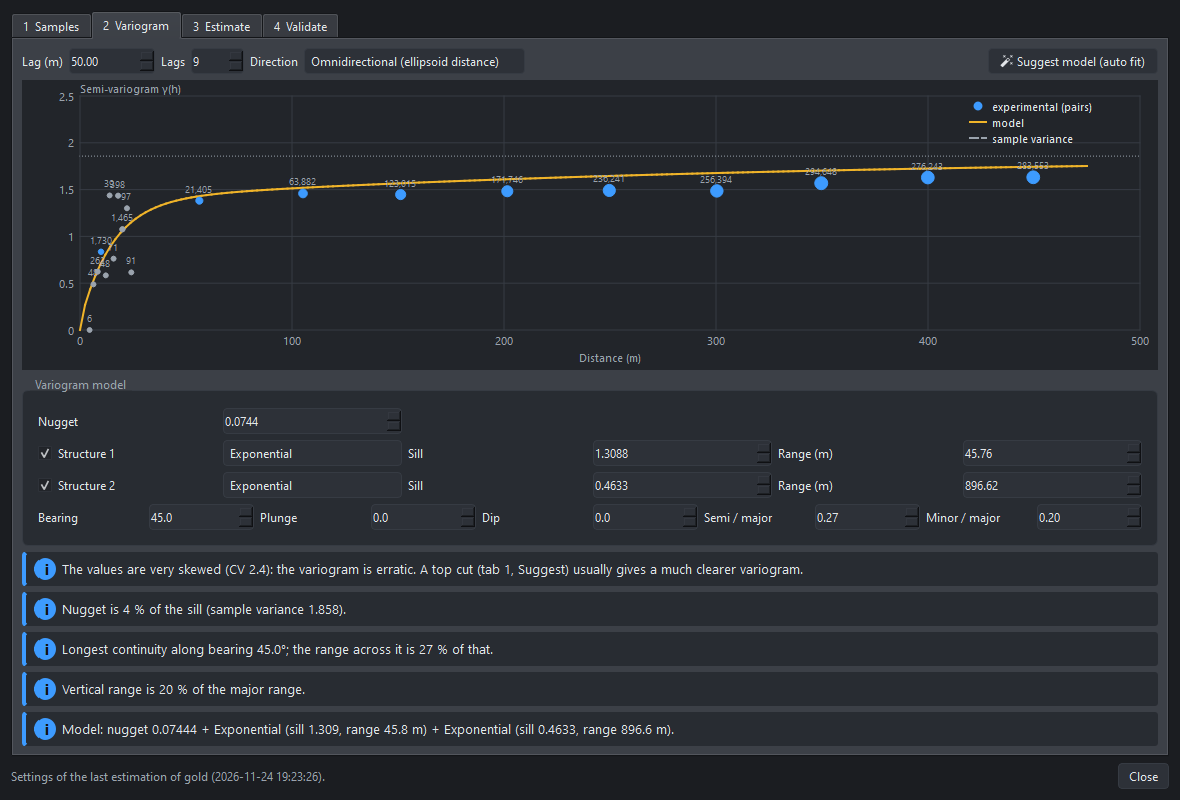 1 Samples 2 Variogram 3 Estimate 4 Validate
Lag (m) 50.00 Lags 9 Direction Omnidirectional (ellipsoid distance) Suggest model (auto fit)
Semi-variogram γ(h)
2.5
2
1.5
1
0.5
0
experimental (pairs)
model
sample variance
21,405
63,882
256,394
276,243
283,553
1,465
1,730
91
6
0 100 200 300 400 500
Distance (m)
Variogram model
Nugget 0.0744
Structure 1 Exponential Sill 1.3088 Range (m) 45.76
Structure 2 Exponential Sill 0.4633 Range (m) 896.62
Bearing 45.0 Plunge 0.0 Dip 0.0 Semi / major 0.27 Minor / major 0.20
The values are very skewed (CV 2.4): the variogram is erratic. A top cut (tab 1, Suggest) usually gives a much clearer variogram.
Nugget is 4 % of the sill (sample variance 1.858).
Longest continuity along bearing 45.0°; the range across it is 27 % of that.
Vertical range is 20 % of the major range.
Model: nugget 0.07444 + Exponential (sill 1.309, range 45.8 m) + Exponential (sill 0.4633, range 896.6 m).
Settings of the last estimation of gold (2026-11-24 19:23:26).
Close